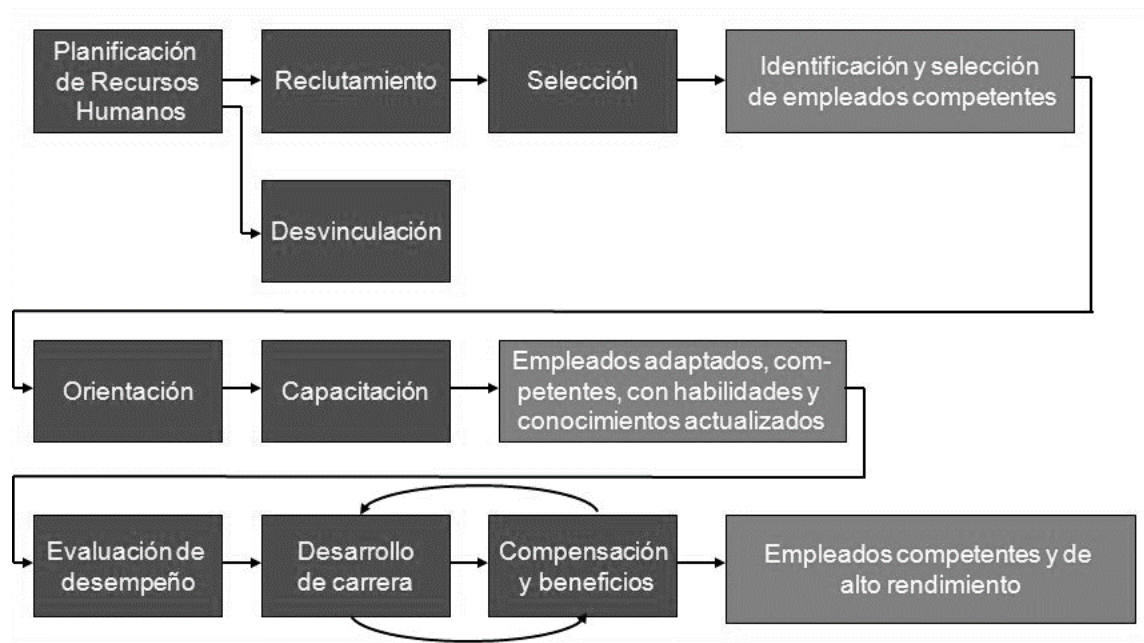 Planificación
de Recursos
Humanos
Reclutamiento
Selección
Identificación y selección
de empleados competentes
Desvinculación
Orientación
Capacitación
Empleados adaptados, com-
petentes, con habilidades y
conocimientos actualizados
Evaluación de
desempeño
Desarrollo
de carrera
Compensación
y beneficios
Empleados competentes y de
alto rendimiento